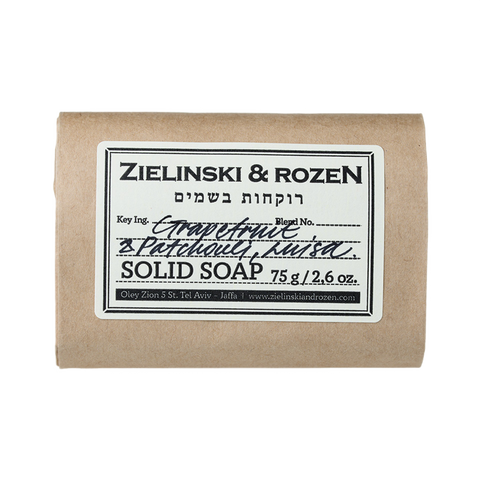 ZIELINSKI & ROZEN
רוקחות בשמים
Key Ing. Grapefruit Blend No.
& Patchouli, Luisa.
SOLID SOAP 75 g / 2,6 oz.
Oley Zion 5 St. Tel Aviv – Jaffa | www.zielinskiandrozen.com